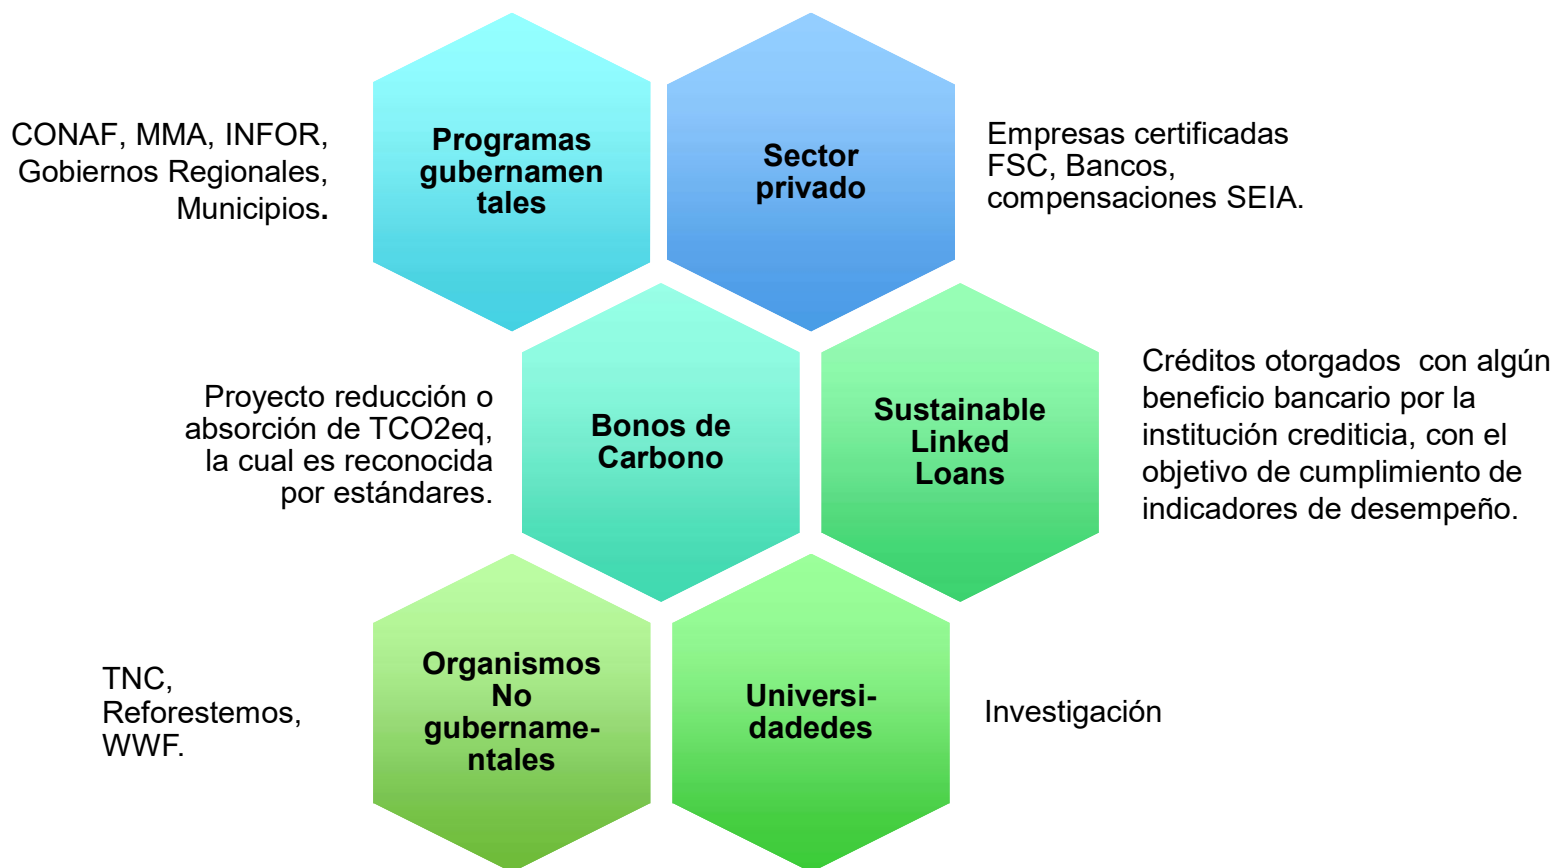 CONAF, MMA, INFOR,
Gobiernos Regionales,
Municipios.
Programas
gubernamen
tales
Sector
privado
Empresas certificadas
FSC, Bancos,
compensaciones SEIA.
Proyecto reducción o
absorción de TCO2eq,
la cual es reconocida
por estándares.
Bonos de
Carbono
Sustainable
Linked
Loans
Créditos otorgados  con algún
beneficio bancario por la
institución crediticia, con el
objetivo de cumplimiento de
indicadores de desempeño.
TNC,
Reforestemos,
WWF.
Organismos
No
gubername-
ntales
Universi-
dadedes
Investigación